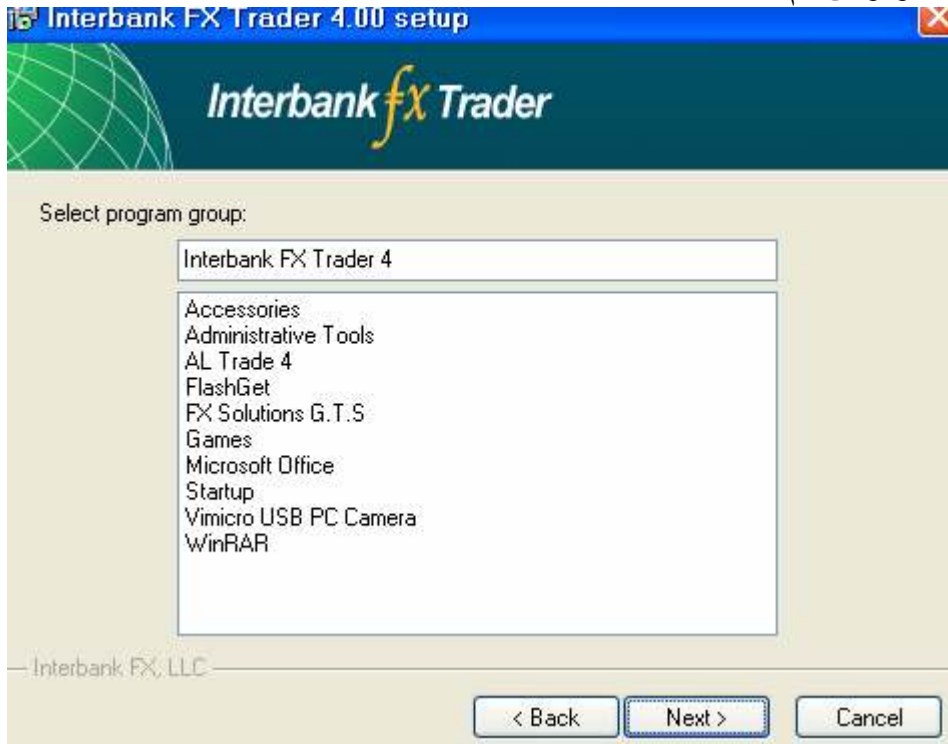 Interbank FX Trader 4.00 setup
Interbank fX Trader
Select program group:
Interbank FX Trader 4
Accessories
Administrative Tools
AL Trade 4
FlashGet
FX Solutions G.T.S
Games
Microsoft Office
Startup
Vimicro USB PC Camera
WinRAR
Interbank FX, LLC
< Back
Next >
Cancel